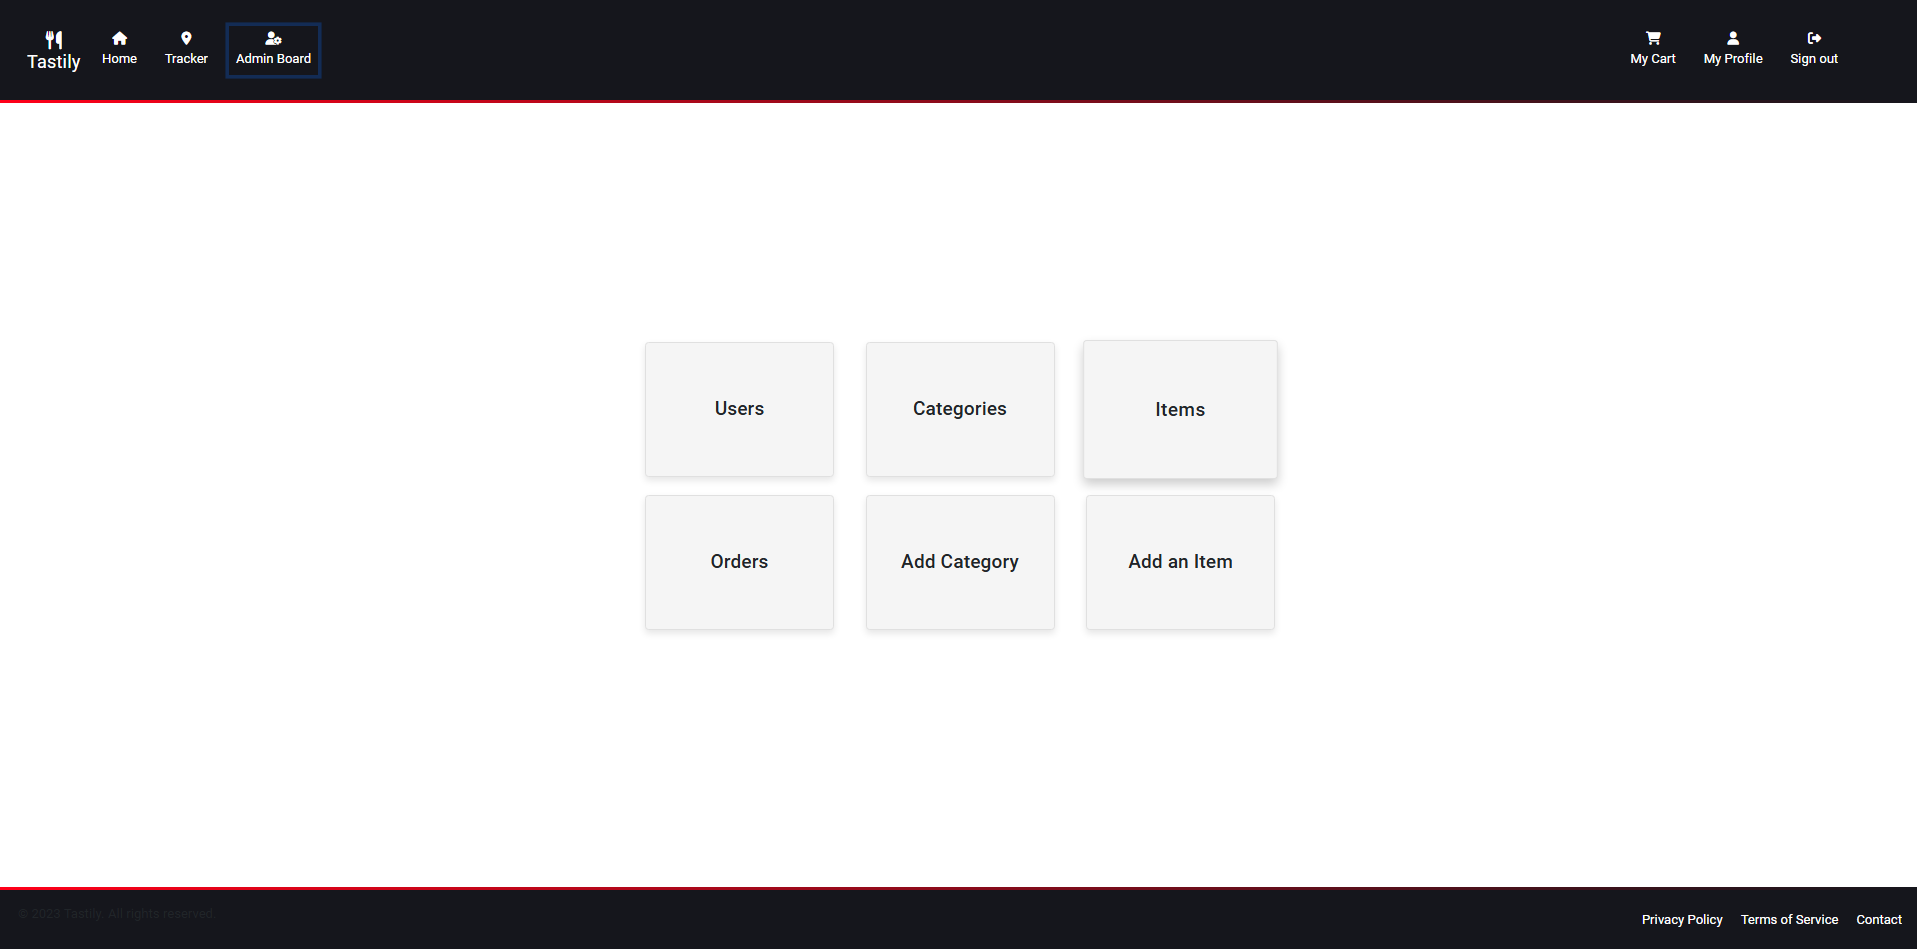 Tastily
Home
Tracker
Admin Board
My Cart
My Profile
Sign out
Users
Categories
Items
Orders
Add Category
Add an Item
© 2023 Tastily. All rights reserved.
Privacy Policy
Terms of Service
Contact